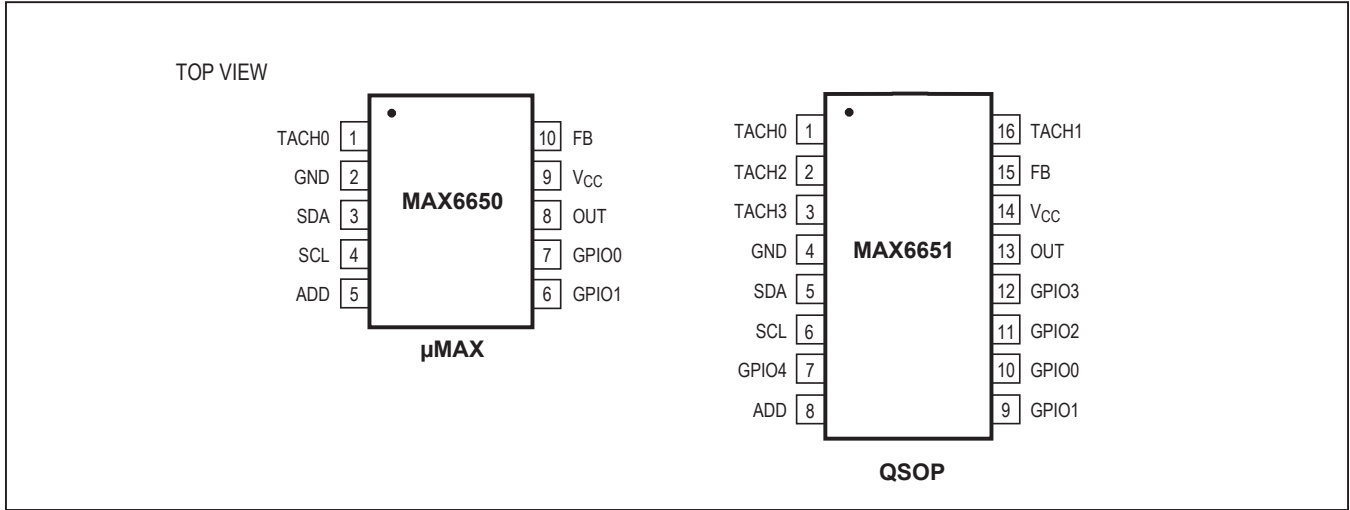 TOP VIEW
TACH0 1
GND 2
SDA 3
SCL 4
ADD 5
MAX6650
10 FB
9 VCC
8 OUT
7 GPIO0
6 GPIO1
µMAX
TACH0 1
TACH2 2
TACH3 3
GND 4
SDA 5
SCL 6
GPIO4 7
ADD 8
MAX6651
16 TACH1
15 FB
14 VCC
13 OUT
12 GPIO3
11 GPIO2
10 GPIO0
9 GPIO1
QSOP